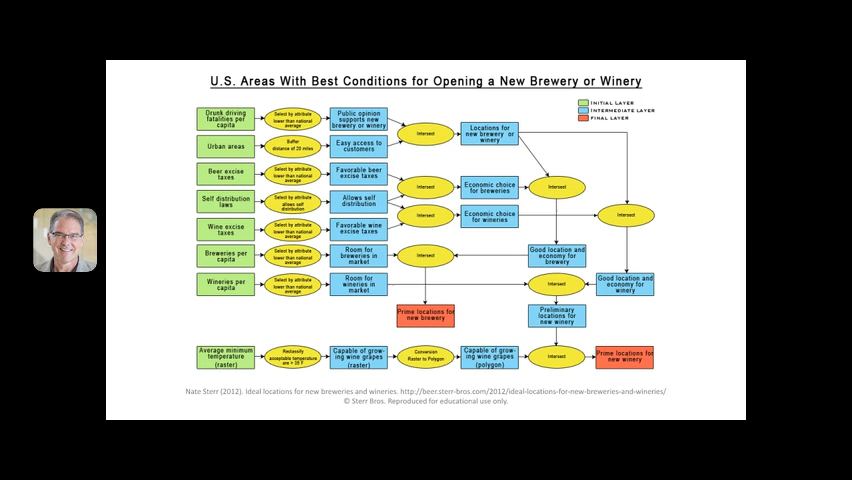 U.S. Areas With Best Conditions for Opening a New Brewery or Winery
INITIAL LAYER
INTERMEDIATE LAYER
FINAL LAYER
Drunk driving
fatalities per
capita
Select by attribute
lower than national
average
Public opinion
supports new
brewery or winery
Intersect
Locations for
new brewery or
winery
Urban areas
Buffer
distance of 20 miles
Easy access to
customers
Beer excise
taxes
Select by attribute
lower than national
average
Favorable beer
excise taxes
Intersect
Economic choice
for breweries
Intersect
Self distribution
laws
Select by attribute
allows self
distribution
Allows self
distribution
Intersect
Economic choice
for wineries
Intersect
Wine excise
taxes
Select by attribute
lower than national
average
Favorable wine
excise taxes
Breweries per
capita
Select by attribute
lower than national
average
Room for
breweries in
market
Intersect
Good location and
economy for
brewery
Wineries per
capita
Select by attribute
lower than national
average
Room for
wineries in
market
Intersect
Good location and
economy for
winery
Prime locations for
new brewery
Preliminary
locations for
new winery
Average minimum
temperature
(raster)
Reclassify
acceptable temperature
are > 25 F
Capable of grow-
ing wine grapes
(raster)
Conversion
Raster to Polygon
Capable of grow-
ing wine grapes
(polygon)
Intersect
Prime locations for
new winery
Nate Sterr (2012). Ideal locations for new breweries and wineries. http://beer.sterr-bros.com/2012/ideal-locations-for-new-breweries-and-wineries/
© Sterr Bros. Reproduced for educational use only.